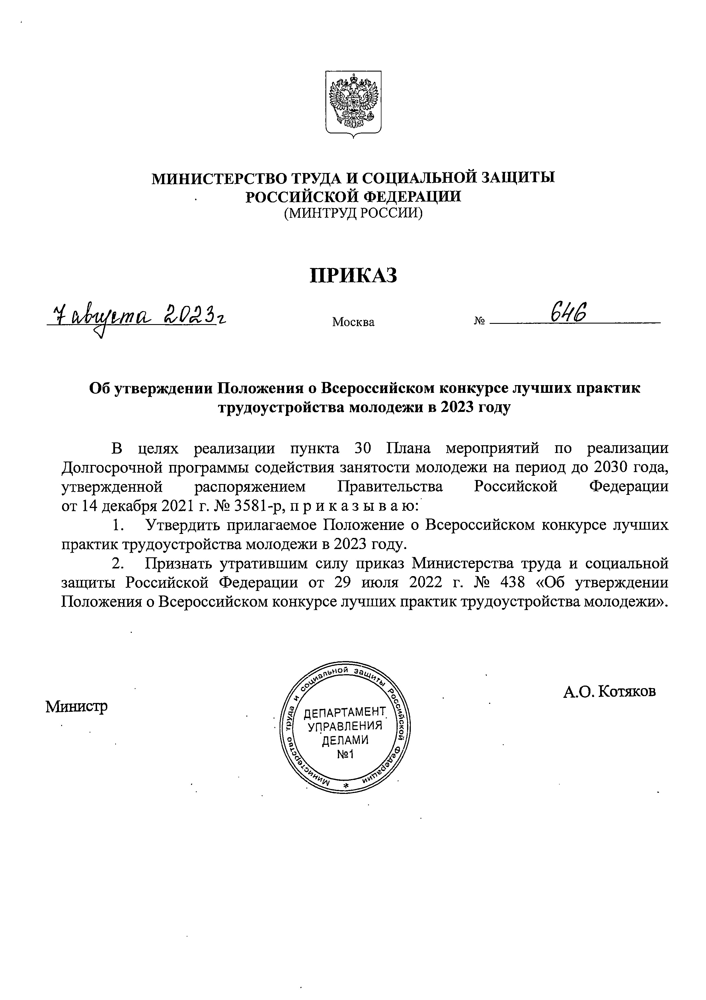 МИНИСТЕРСТВО ТРУДА И СОЦИАЛЬНОЙ ЗАЩИТЫ
РОССИЙСКОЙ ФЕДЕРАЦИИ
(МИНТРУД РОССИИ)
ПРИКАЗ
7 августа 2023г Москва № 646
Об утверждении Положения о Всероссийском конкурсе лучших практик
трудоустройства молодежи в 2023 году
В целях реализации пункта 30 Плана мероприятий по реализации
Долгосрочной программы содействия занятости молодежи на период до 2030 года,
утвержденной распоряжением Правительства Российской Федерации
от 14 декабря 2021 г. № 3581-р, п р и к а з ы в а ю:
1. Утвердить прилагаемое Положение о Всероссийском конкурсе лучших
практик трудоустройства молодежи в 2023 году.
2. Признать утратившим силу приказ Министерства труда и социальной
защиты Российской Федерации от 29 июля 2022 г. № 438 «Об утверждении
Положения о Всероссийском конкурсе лучших практик трудоустройства молодежи».
Министр
А.О. Котяков
Министерство труда и социальной защиты Российской Федерации *
ДЕПАРТАМЕНТ
УПРАВЛЕНИЯ
ДЕЛАМИ
№1